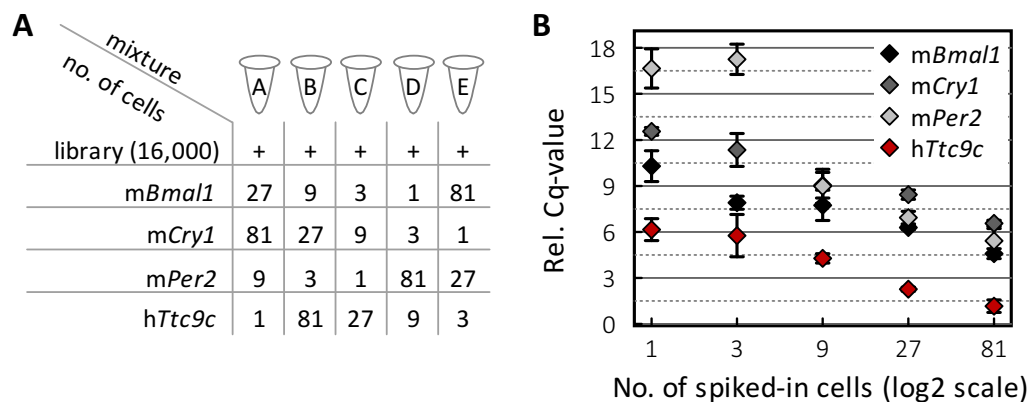 A
mixture
no. of cells
A B C D E
library (16,000) + + + + +
mBmal1 27 9 3 1 81
mCry1 81 27 9 3 1
mPer2 9 3 1 81 27
hTtc9c 1 81 27 9 3
B
Rel. Cq-value
18
15
12
9
6
3
0
mBmal1
mCry1
mPer2
hTtc9c
1 3 9 27 81
No. of spiked-in cells (log2 scale)